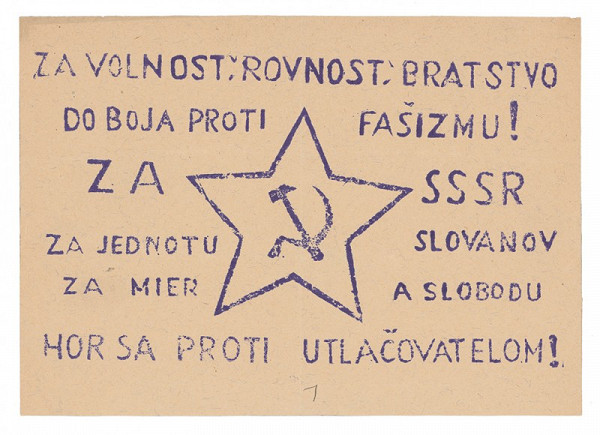 ZA VOLNOSŤ, ROVNOSŤ, BRATSTVO
DO BOJA PROTI FAŠIZMU!
ZA SSSR
ZA JEDNOTU SLOVANOV
ZA MIER A SLOBODU
HOR SA PROTI UTLAČOVATELOM!
1